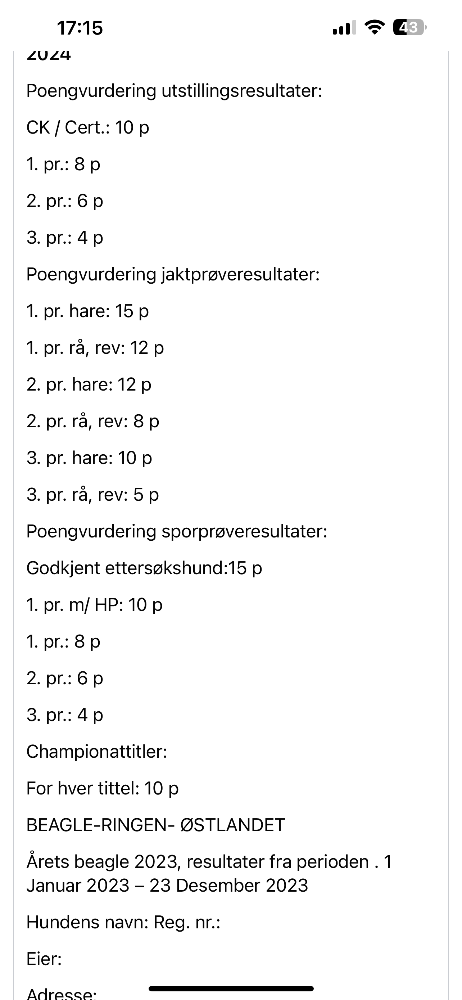 17:15
43
2024
Poengvurdering utstillingsresultater:
CK / Cert.: 10 p
1. pr.: 8 p
2. pr.: 6 p
3. pr.: 4 p
Poengvurdering jaktprøveresultater:
1. pr. hare: 15 p
1. pr. rå, rev: 12 p
2. pr. hare: 12 p
2. pr. rå, rev: 8 p
3. pr. hare: 10 p
3. pr. rå, rev: 5 p
Poengvurdering sporprøveresultater:
Godkjent ettersøkshund:15 p
1. pr. m/ HP: 10 p
1. pr.: 8 p
2. pr.: 6 p
3. pr.: 4 p
Championattitler:
For hver tittel: 10 p
BEAGLE-RINGEN- ØSTLANDET
Årets beagle 2023, resultater fra perioden . 1
Januar 2023 – 23 Desember 2023
Hundens navn: Reg. nr.:
Eier:
Adresse: